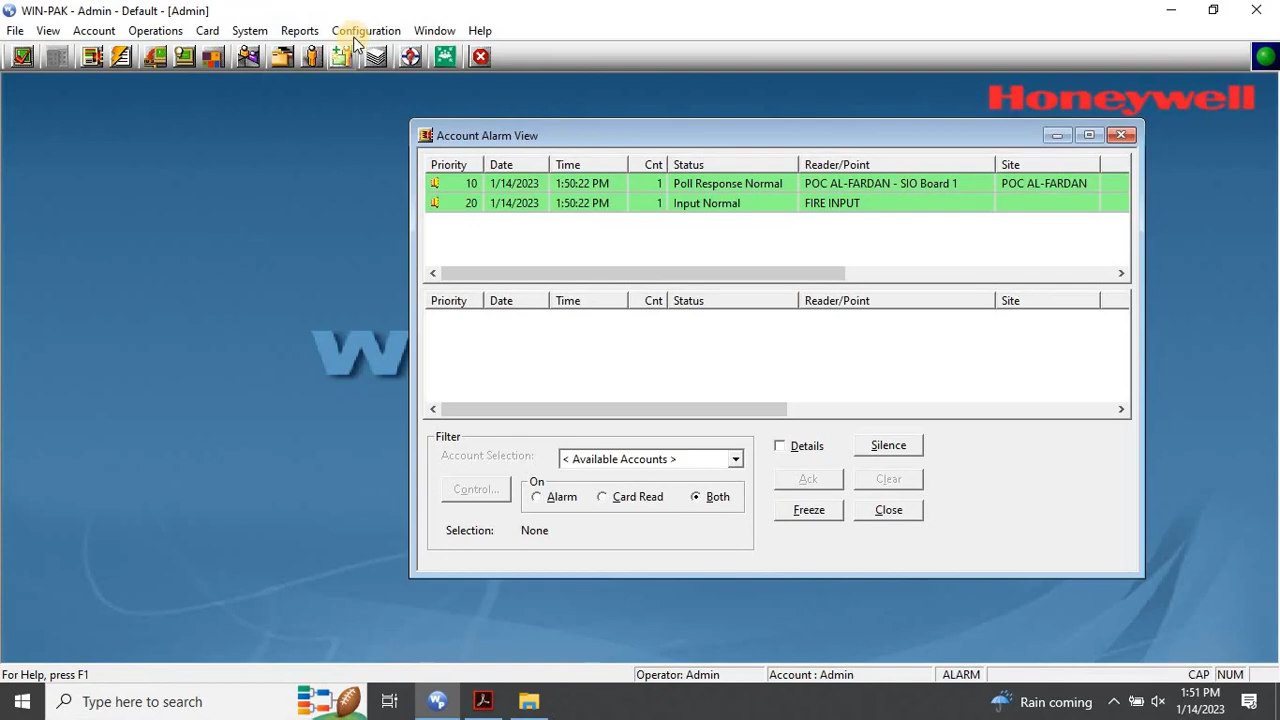 WIN-PAK - Admin - Default - [Admin]
File View Account Operations Card System Reports Configuration Window Help
Honeywell
Account Alarm View
Priority Date Time Cnt Status Reader/Point Site
10 1/14/2023 1:50:22 PM 1 Poll Response Normal POC AL-FARDAN - SIO Board 1 POC AL-FARDAN
20 1/14/2023 1:50:22 PM 1 Input Normal FIRE INPUT
Priority Date Time Cnt Status Reader/Point Site
W
Filter
Account Selection: < Available Accounts >
Details Silence
Control... On
Alarm Card Read Both
Ack Clear
Selection: None
Freeze Close
For Help, press F1
Operator: Admin Account : Admin ALARM CAP NUM
Type here to search
Rain coming
1:51 PM
1/14/2023